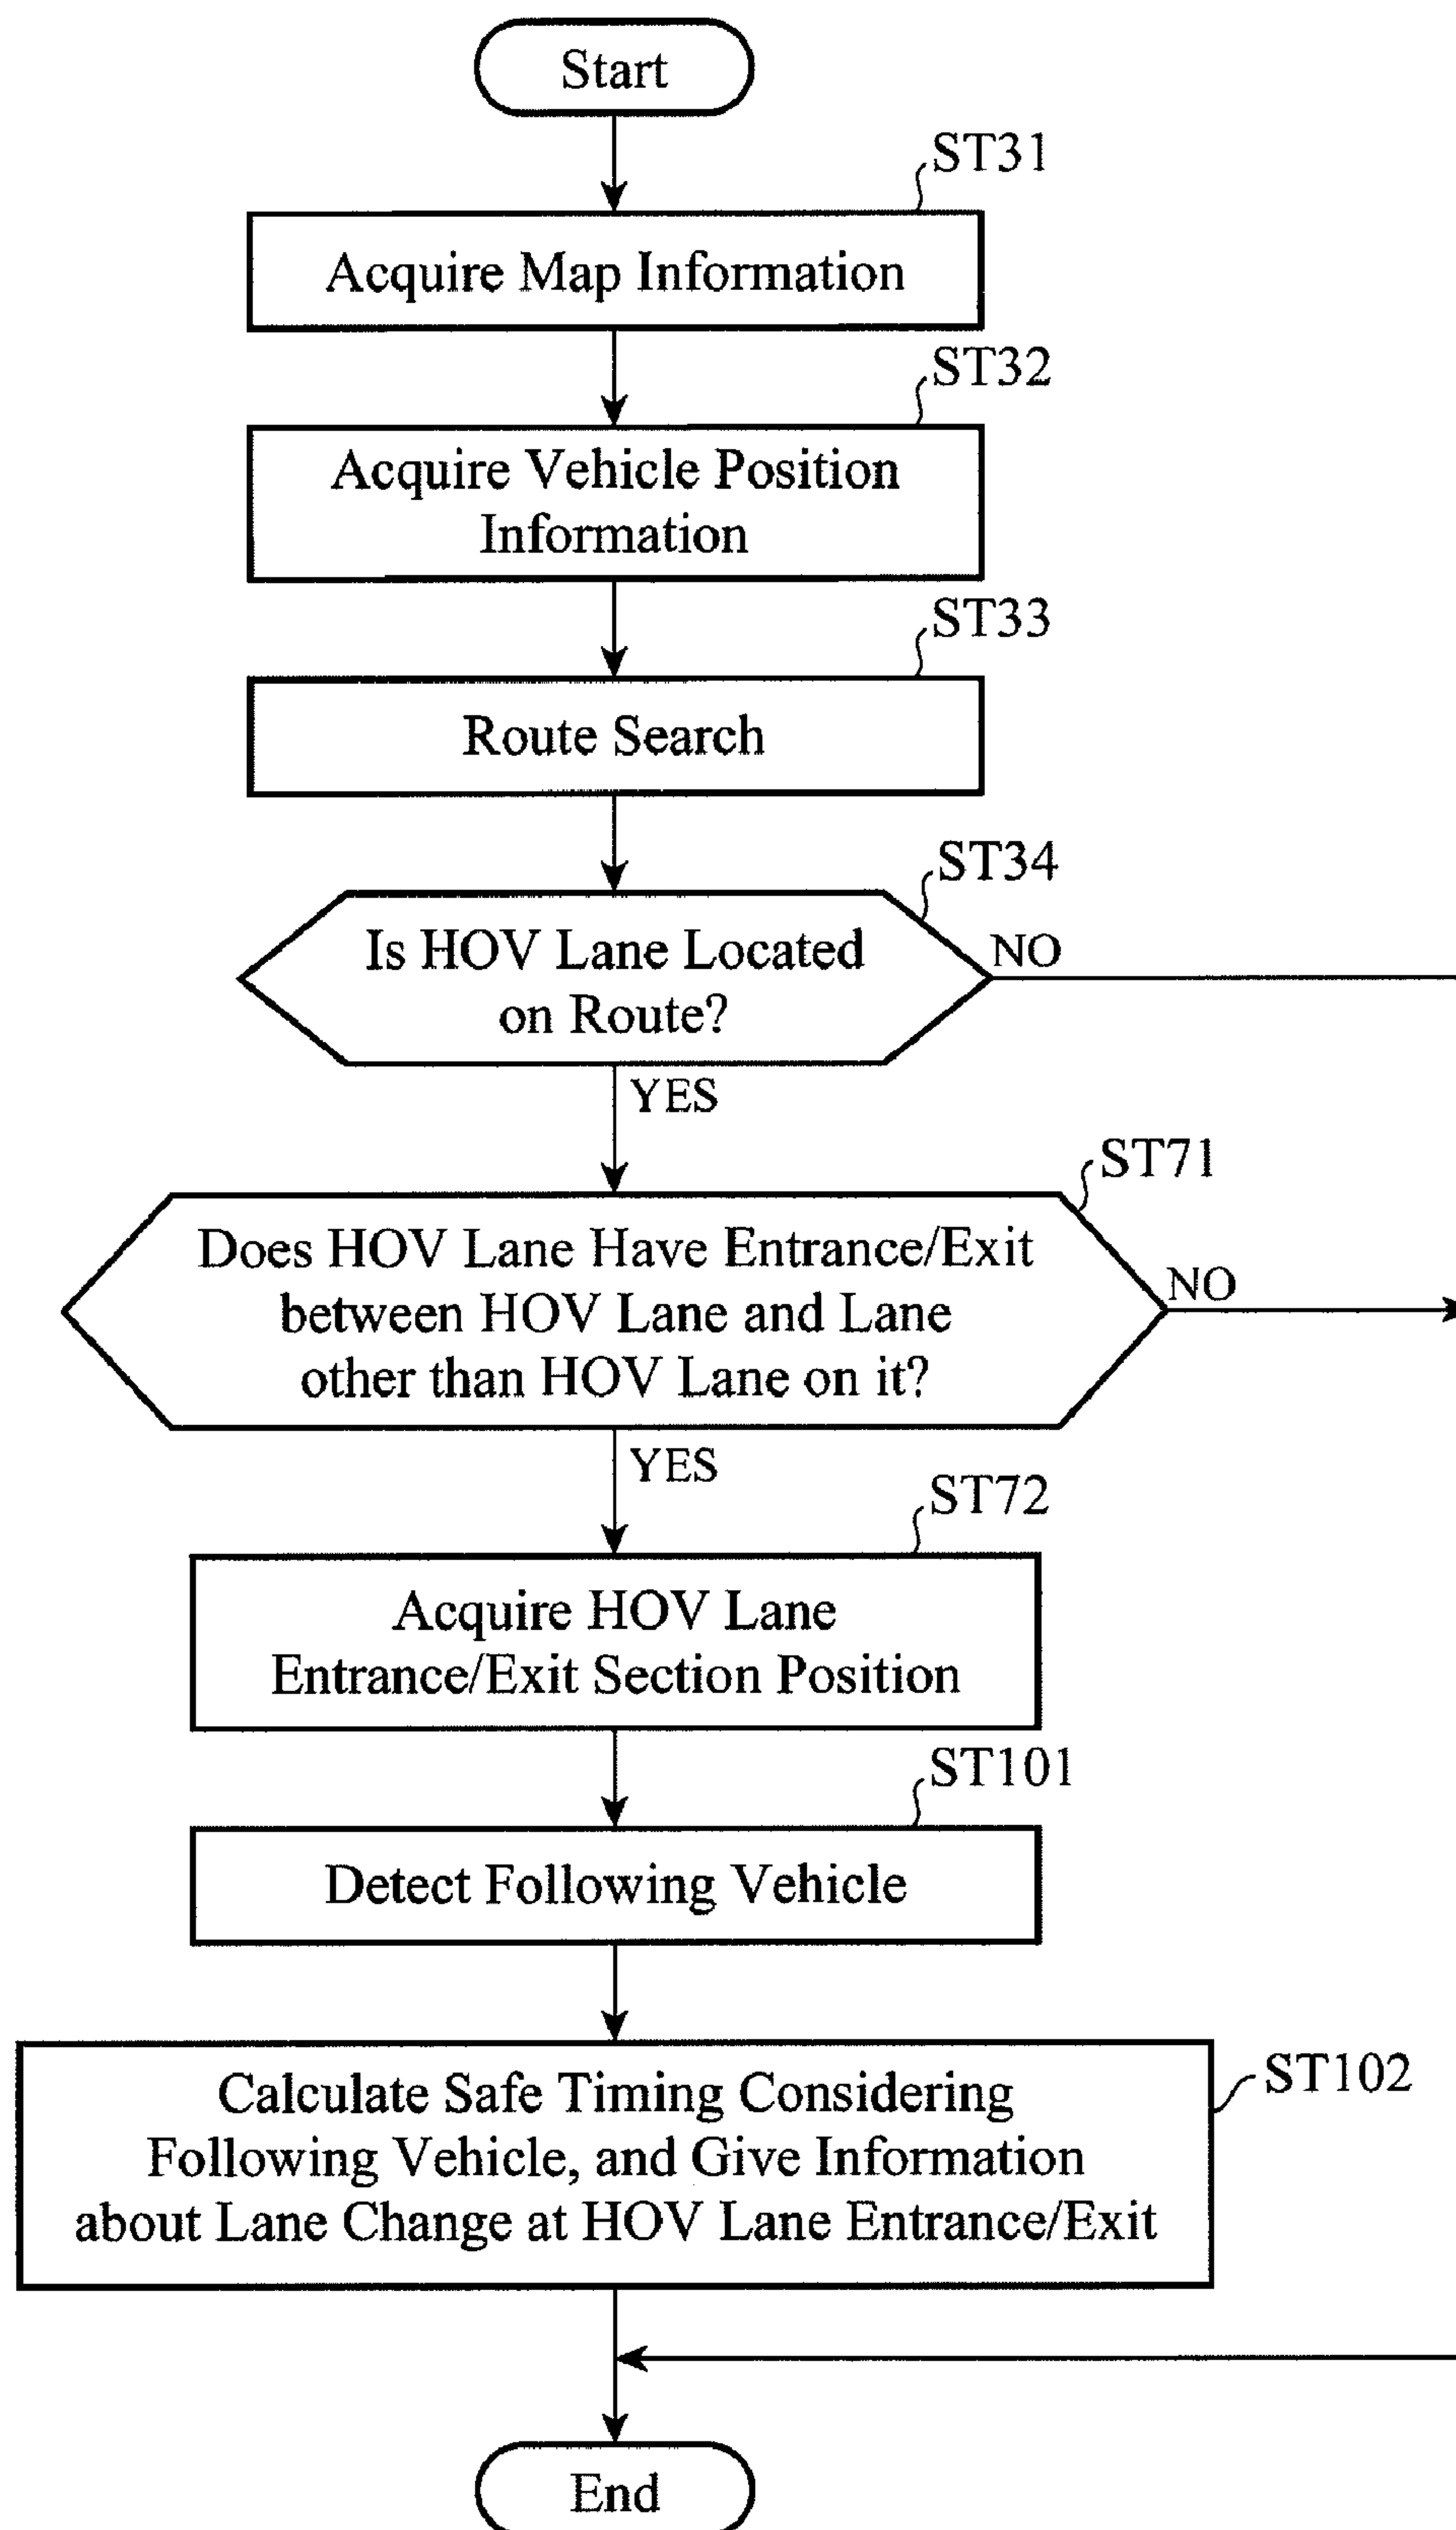 Start
ST31
Acquire Map Information
ST32
Acquire Vehicle Position
Information
ST33
Route Search
ST34
Is HOV Lane Located
on Route?
NO
YES
ST71
Does HOV Lane Have Entrance/Exit
between HOV Lane and Lane
other than HOV Lane on it?
NO
YES
ST72
Acquire HOV Lane
Entrance/Exit Section Position
ST101
Detect Following Vehicle
ST102
Calculate Safe Timing Considering
Following Vehicle, and Give Information
about Lane Change at HOV Lane Entrance/Exit
End